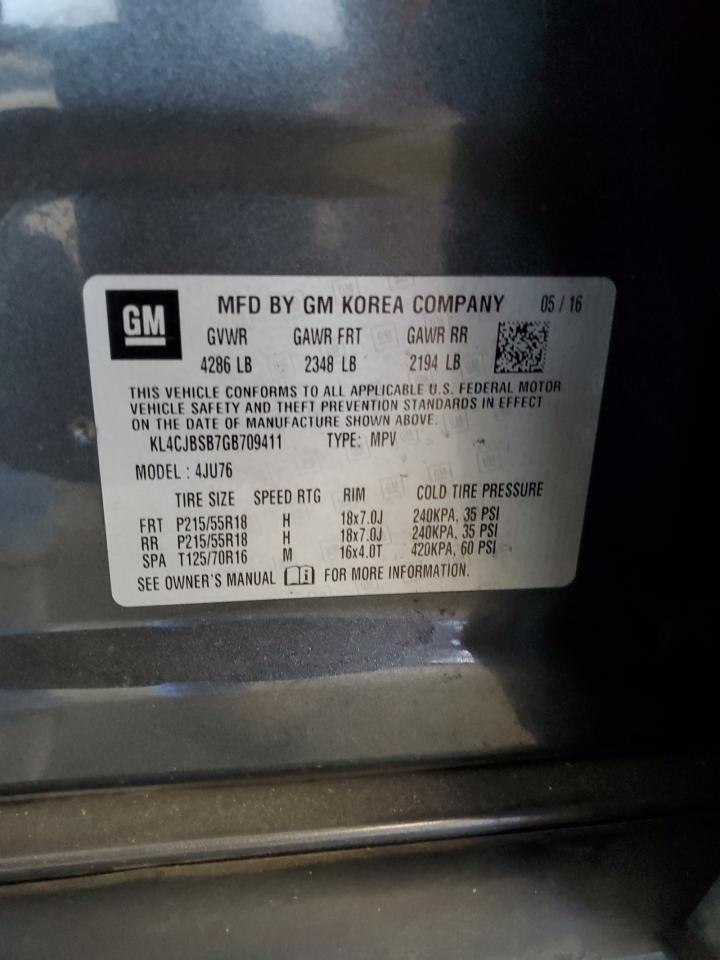 GM MFD BY GM KOREA COMPANY 05 / 16
GVWR GAWR FRT GAWR RR
4286 LB 2348 LB 2194 LB
THIS VEHICLE CONFORMS TO ALL APPLICABLE U.S. FEDERAL MOTOR
VEHICLE SAFETY AND THEFT PREVENTION STANDARDS IN EFFECT
ON THE DATE OF MANUFACTURE SHOWN ABOVE.
KL4CJBSB7GB709411 TYPE: MPV
MODEL : 4JU76
TIRE SIZE SPEED RTG RIM COLD TIRE PRESSURE
FRT P215/55R18 H 18x7.0J 240KPA, 35 PSI
RR P215/55R18 H 18x7.0J 240KPA, 35 PSI
SPA T125/70R16 M 16x4.0T 420KPA, 60 PSI
SEE OWNER'S MANUAL i FOR MORE INFORMATION.